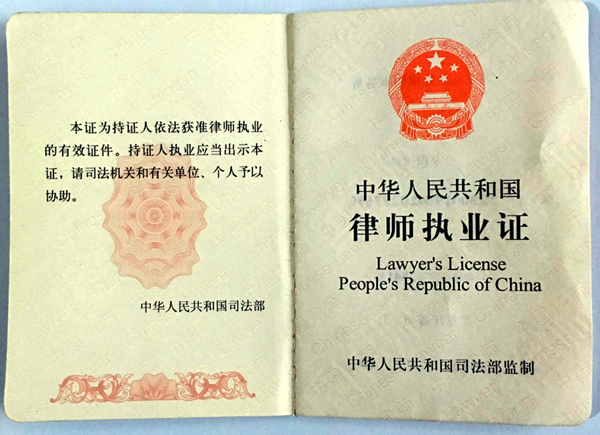 本证为持证人依法获准律师执业
的有效证件。持证人执业应当出示本
证，请司法机关和有关单位、个人予以
协助。
中华人民共和国司法部
中华人民共和国
律师执业证
Lawyer's License
People's Republic of China
中华人民共和国司法部监制